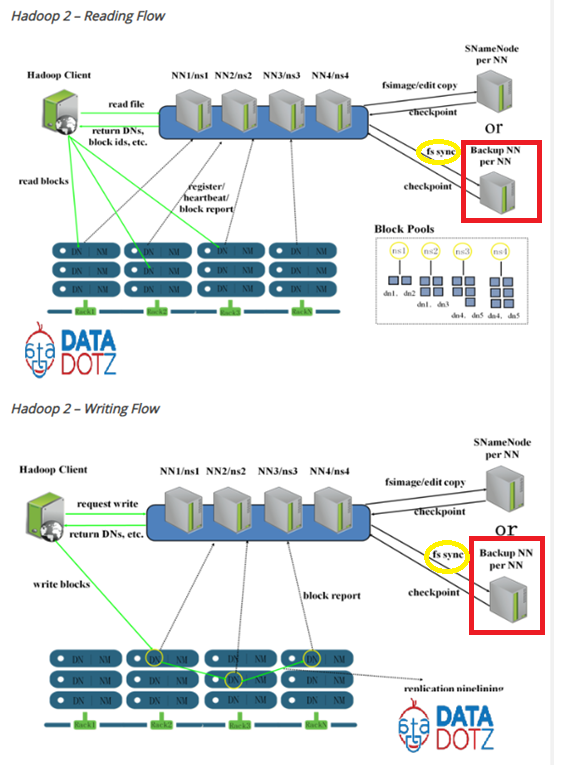 Hadoop 2 – Reading Flow
SNameNode
per NN
Hadoop Client
NN1/ns1 NN2/ns2 NN3/ns3 NN4/ns4
fsimage/edit copy
read file
checkpoint
return DNs,
block ids, etc.
or
fs sync
Backup NN
per NN
read blocks
register/
heartbeat/
block report
checkpoint
Block Pools
ns1 ns2 ns3 ns4
DN NM DN NM DN NM DN NM
DN NM DN NM DN NM DN NM
DN NM DN NM DN NM DN NM
dn1, dn2
dn1, dn3
dn4, dn5 dn4, dn5
Rack1 Rack2 Rack3 RackN
DATA
DOTZ
Hadoop 2 – Writing Flow
SNameNode
per NN
Hadoop Client
NN1/ns1 NN2/ns2 NN3/ns3 NN4/ns4
fsimage/edit copy
request write
checkpoint
return DNs, etc.
or
fs sync
Backup NN
per NN
write blocks
block report
checkpoint
DN NM DN NM DN NM DN NM
DN NM DN NM DN NM DN NM
DN NM DN NM DN NM DN NM
replication pipelining
Rack1 Rack2 Rack3 RackN
DATA
DOTZ